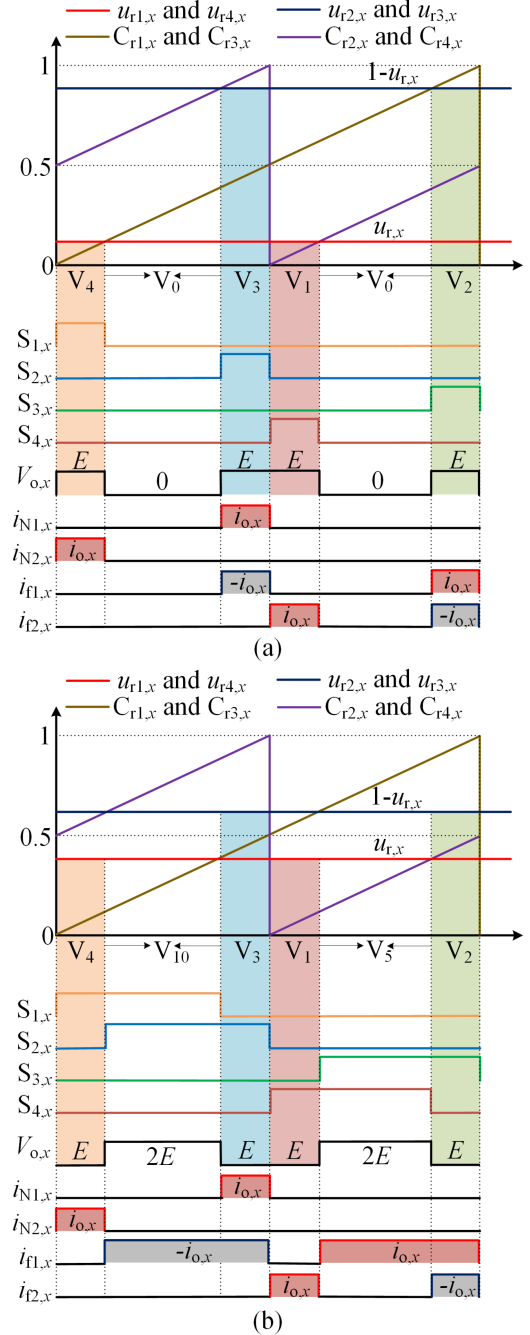 u_{r1,x} and u_{r4,x} u_{r2,x} and u_{r3,x}
C_{r1,x} and C_{r3,x} C_{r2,x} and C_{r4,x}
1
1-u_{r,x}
0.5
u_{r,x}
0
V_4 V_0 V_3 V_1 V_0 V_2
S_{1,x}
S_{2,x}
S_{3,x}
S_{4,x}
V_{o,x} E 0 E E 0 E
i_{N1,x} i_{o,x}
i_{N2,x} i_{o,x}
i_{f1,x} -i_{o,x} i_{o,x}
i_{f2,x} i_{o,x} -i_{o,x}
(a)
u_{r1,x} and u_{r4,x} u_{r2,x} and u_{r3,x}
C_{r1,x} and C_{r3,x} C_{r2,x} and C_{r4,x}
1
1-u_{r,x}
0.5
u_{r,x}
0
V_4 V_{10} V_3 V_1 V_5 V_2
S_{1,x}
S_{2,x}
S_{3,x}
S_{4,x}
V_{o,x} E 2E E E 2E E
i_{N1,x} i_{o,x}
i_{N2,x} i_{o,x}
i_{f1,x} -i_{o,x} i_{o,x}
i_{f2,x} i_{o,x} -i_{o,x}
(b)